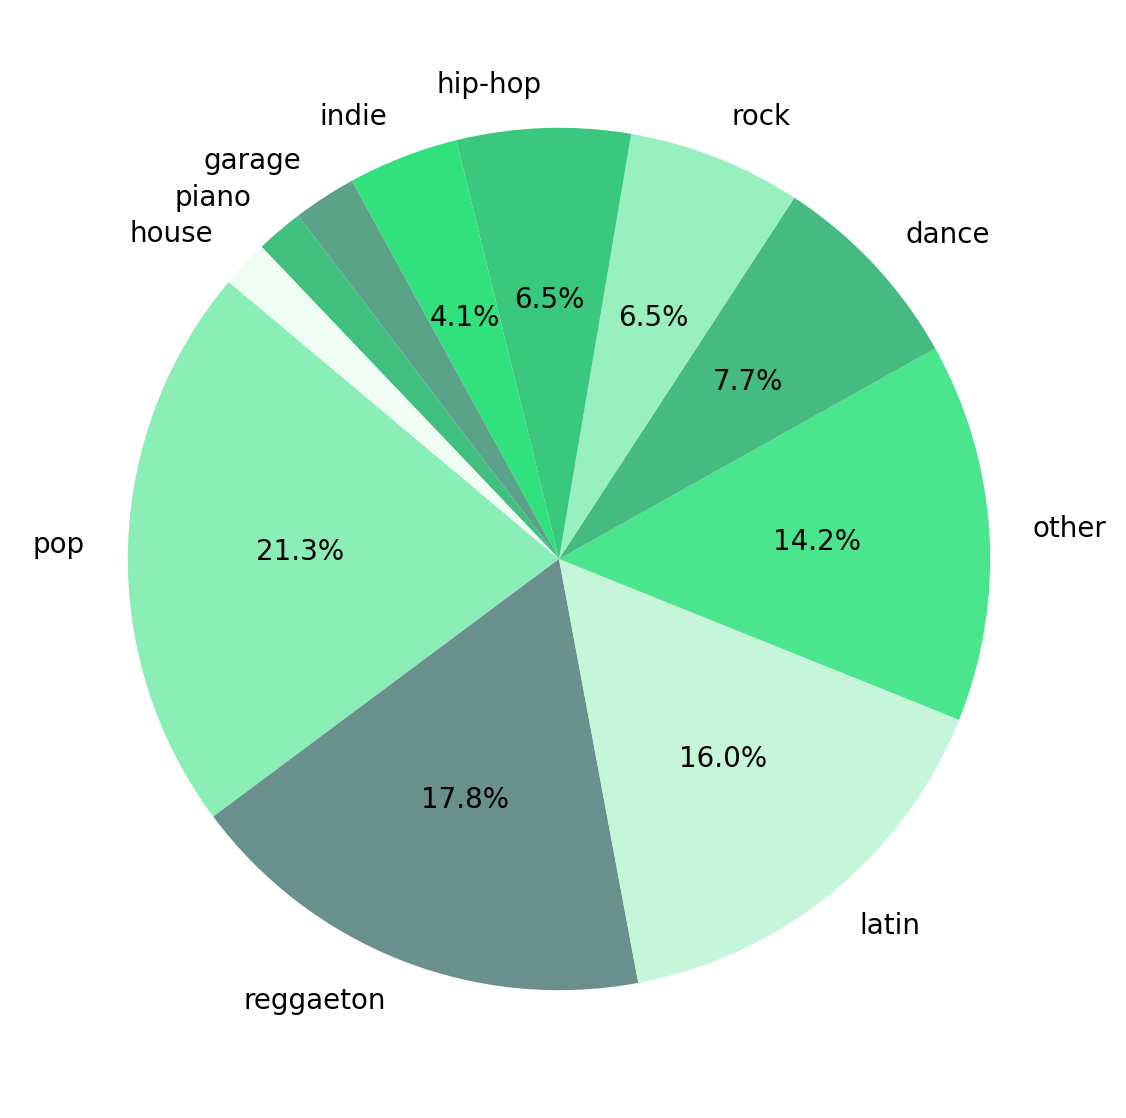 hip-hop
indie
rock
garage
piano
house
dance
6.5%
4.1%
6.5%
7.7%
other
14.2%
pop
21.3%
16.0%
17.8%
latin
reggaeton